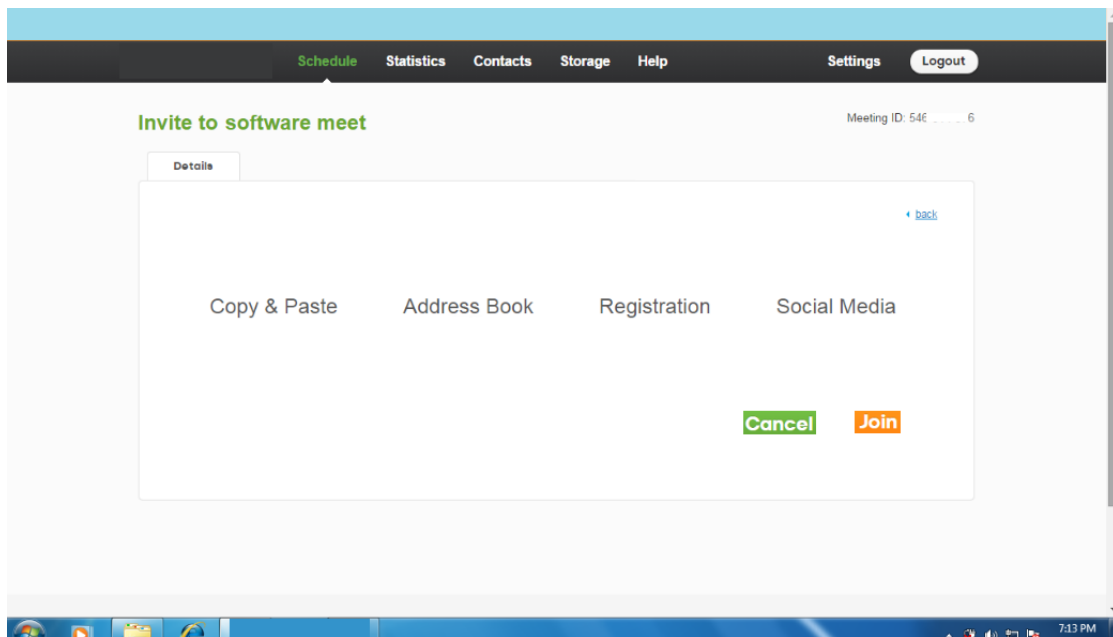 Schedule Statistics Contacts Storage Help Settings Logout
Invite to software meet
Meeting ID: 546 6
Details
back
Copy & Paste Address Book Registration Social Media
Cancel Join
7:13 PM